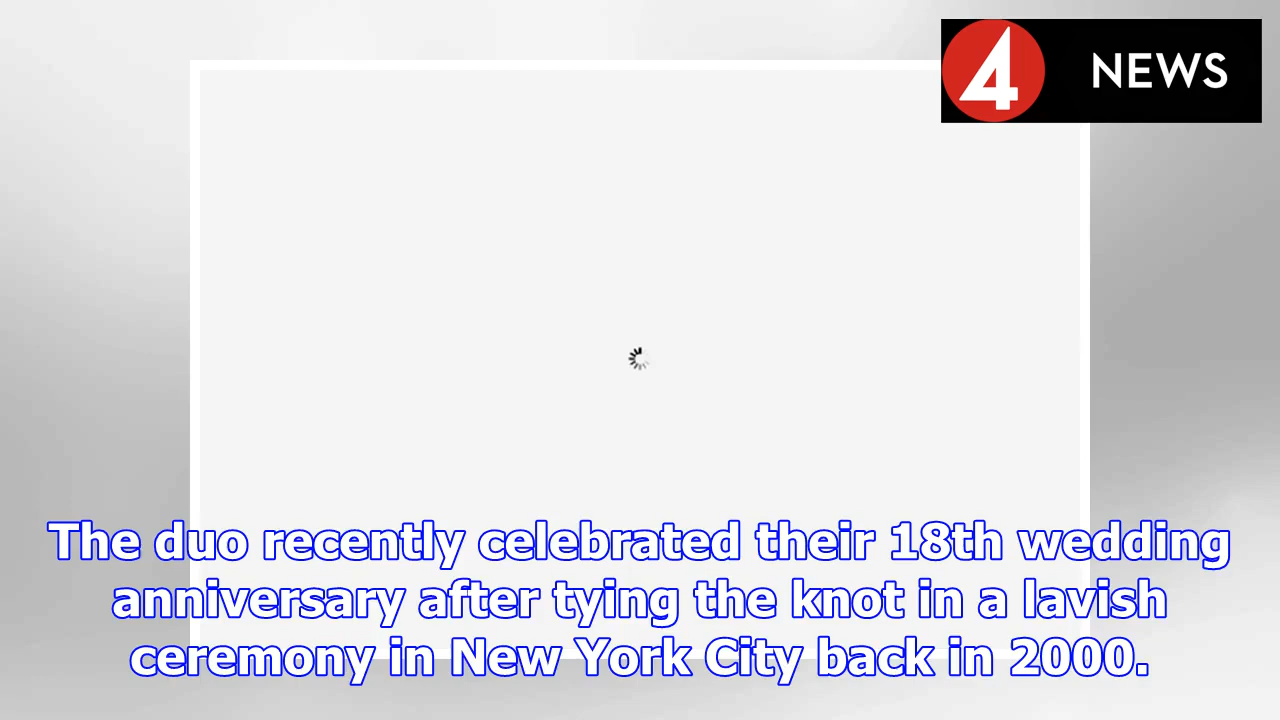 4 NEWS
The duo recently celebrated their 18th wedding
anniversary after tying the knot in a lavish
ceremony in New York City back in 2000.